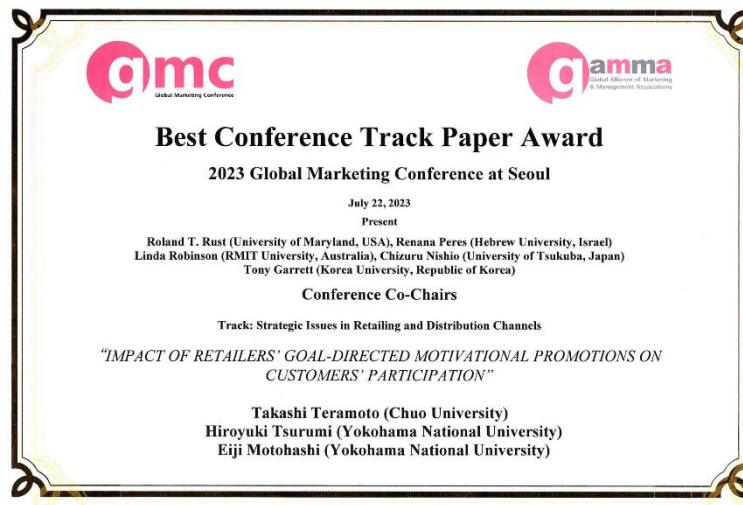 gmc
Global Marketing Conference
gamma
Global Alliance of Marketing
& Management Associations
Best Conference Track Paper Award
2023 Global Marketing Conference at Seoul
July 22, 2023
Present
Roland T. Rust (University of Maryland, USA), Renana Peres (Hebrew University, Israel)
Linda Robinson (RMIT University, Australia), Chizuru Nishio (University of Tsukuba, Japan)
Tony Garrett (Korea University, Republic of Korea)
Conference Co-Chairs
Track: Strategic Issues in Retailing and Distribution Channels
“IMPACT OF RETAILERS’ GOAL-DIRECTED MOTIVATIONAL PROMOTIONS ON
CUSTOMERS’ PARTICIPATION”
Takashi Teramoto (Chuo University)
Hiroyuki Tsurumi (Yokohama National University)
Eiji Motohashi (Yokohama National University)